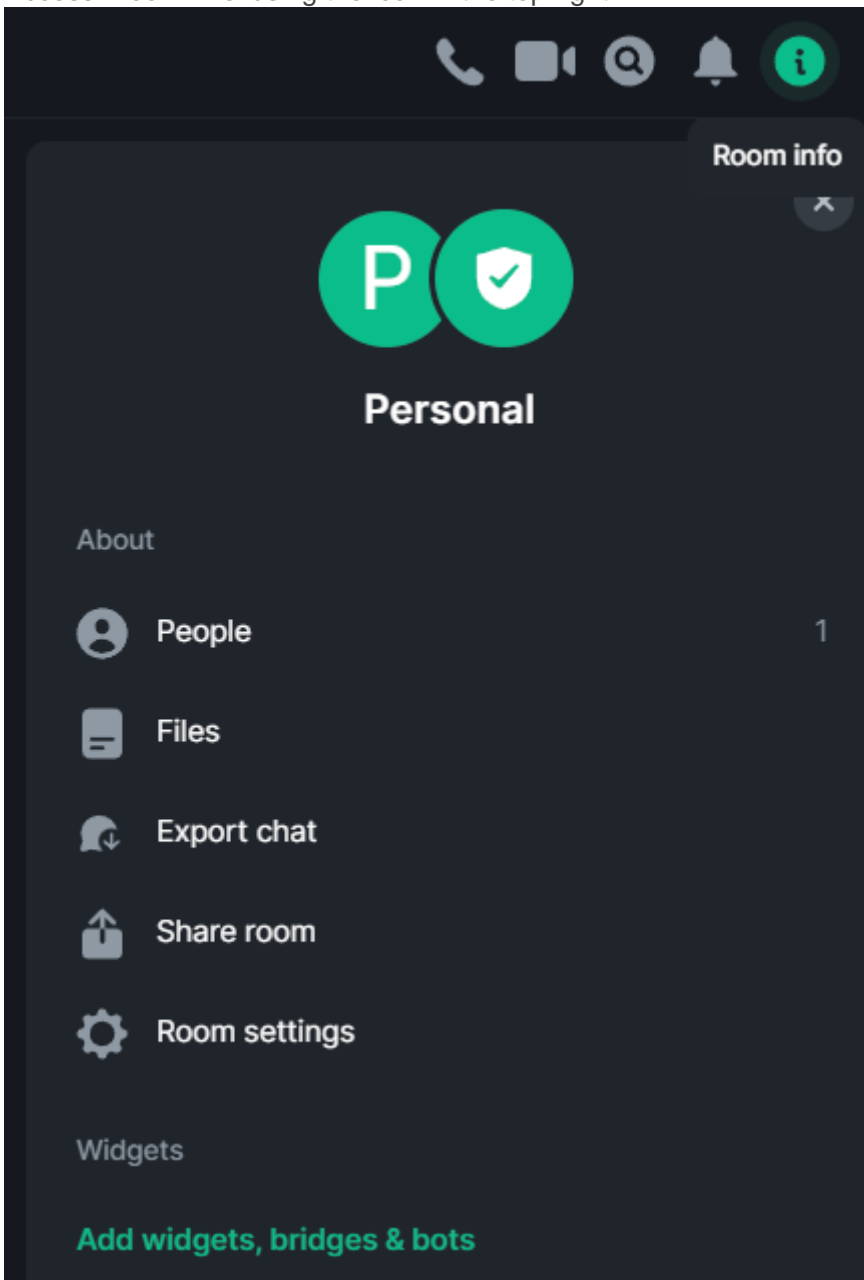 Room info
P
Personal
About
People 1
Files
Export chat
Share room
Room settings
Widgets
Add widgets, bridges & bots